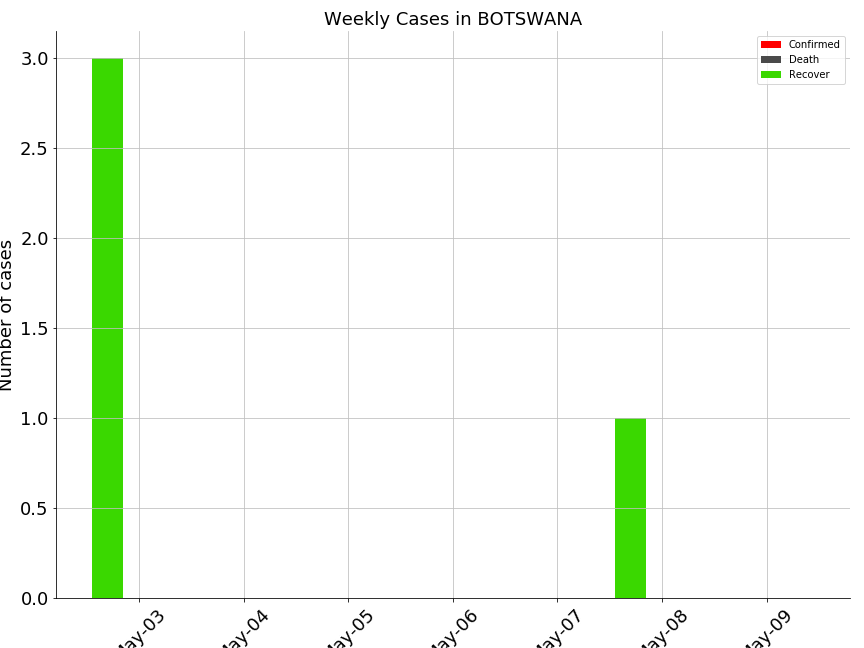 Weekly Cases in BOTSWANA
Confirmed
Death
Recover
Number of cases
3.0
2.5
2.0
1.5
1.0
0.5
0.0
May-03
May-04
May-05
May-06
May-07
May-08
May-09